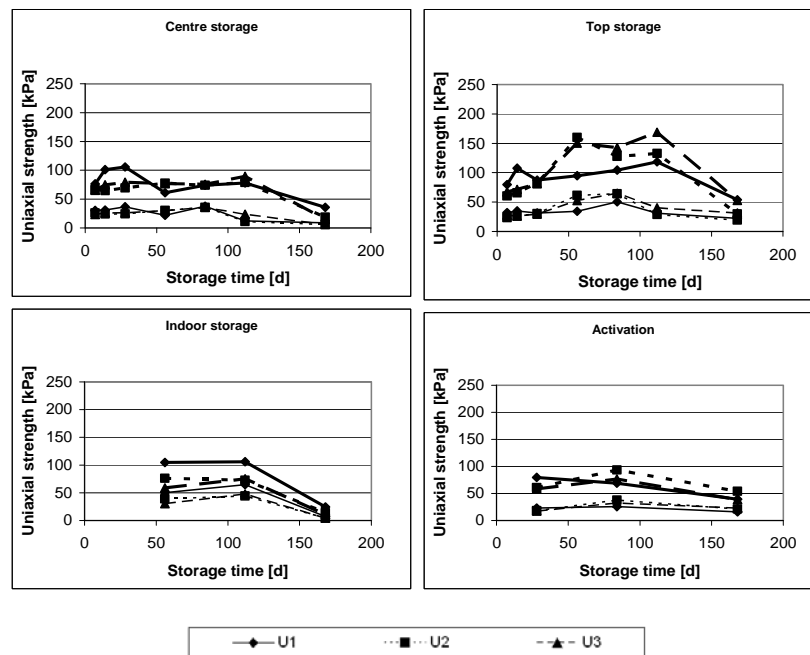 Centre storage
Uniaxial strength [kPa]
250
200
150
100
50
0
0 50 100 150 200
Storage time [d]
Top storage
Uniaxial strength [kPa]
250
200
150
100
50
0
0 50 100 150 200
Storage time [d]
Indoor storage
Uniaxial strength [kPa]
250
200
150
100
50
0
0 50 100 150 200
Storage time [d]
Activation
Uniaxial strength [kPa]
250
200
150
100
50
0
0 50 100 150 200
Storage time [d]
U1 U2 U3